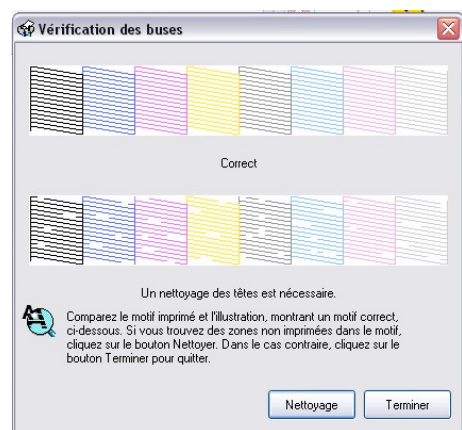 Vérification des buses
Correct
Un nettoyage des têtes est nécessaire.
Comparez le motif imprimé et l'illustration, montrant un motif correct,
ci-dessous. Si vous trouvez des zones non imprimées dans le motif,
cliquez sur le bouton Nettoyer. Dans le cas contraire, cliquez sur le
bouton Terminer pour quitter.
Nettoyage
Terminer